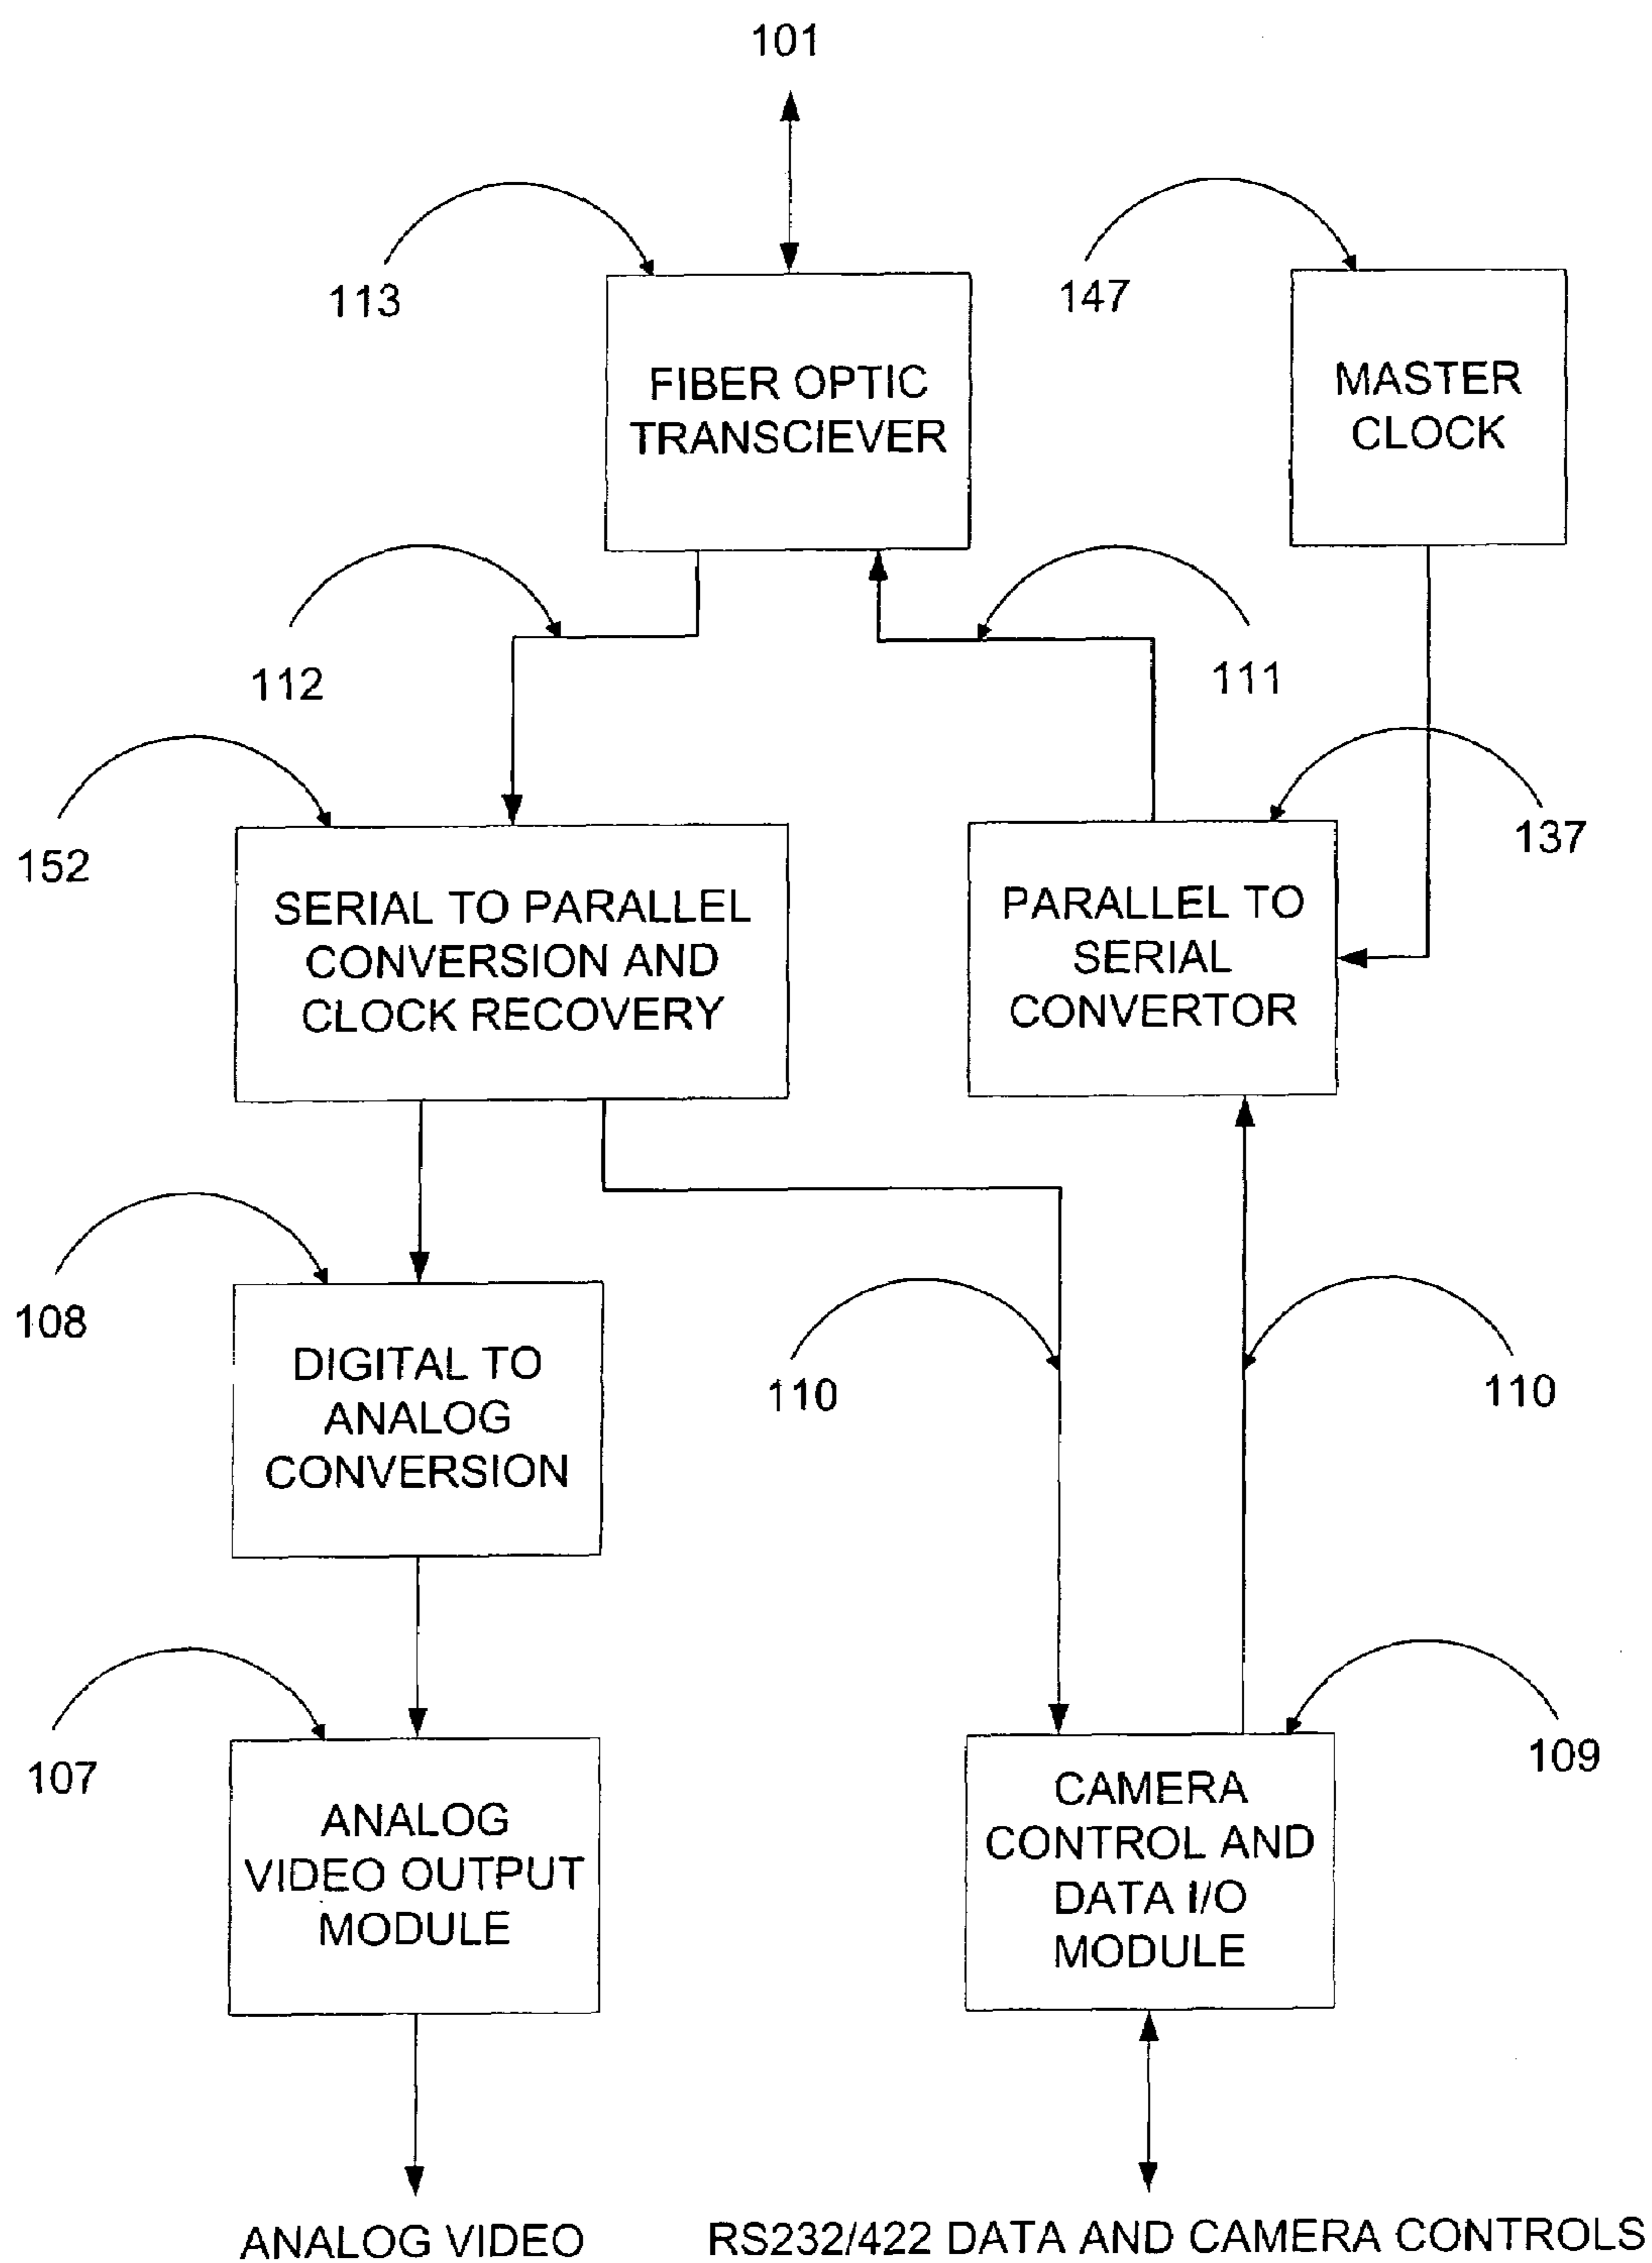 101
113
147
FIBER OPTIC
TRANSCIEVER
MASTER
CLOCK
112
111
152
137
SERIAL TO PARALLEL
CONVERSION AND
CLOCK RECOVERY
PARALLEL TO
SERIAL
CONVERTOR
108
DIGITAL TO
ANALOG
CONVERSION
110
110
107
109
ANALOG
VIDEO OUTPUT
MODULE
CAMERA
CONTROL AND
DATA I/O
MODULE
ANALOG VIDEO
RS232/422 DATA AND CAMERA CONTROLS